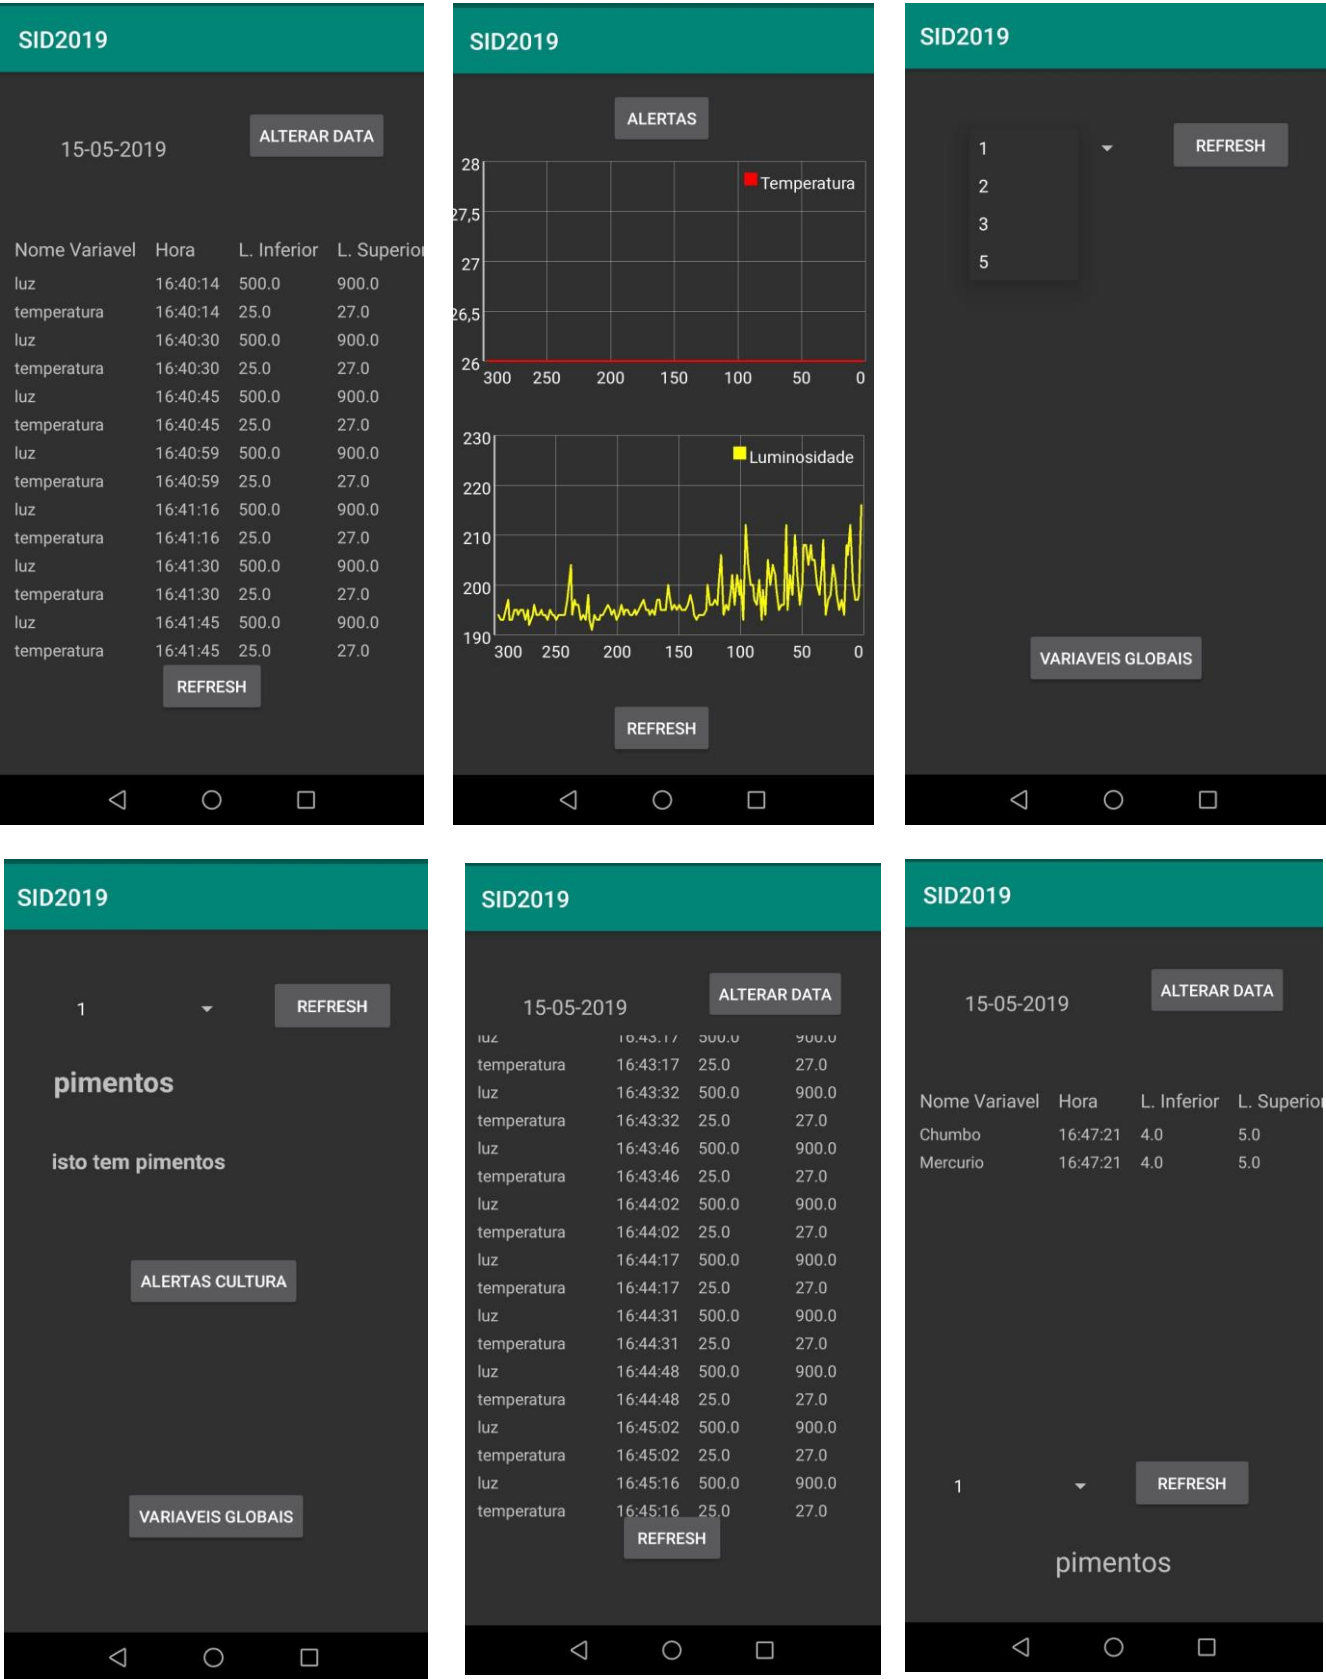 SID2019
15-05-2019 ALTERAR DATA
Nome Variavel Hora L. Inferior L. Superior
luz 16:40:14 500.0 900.0
temperatura 16:40:14 25.0 27.0
luz 16:40:30 500.0 900.0
temperatura 16:40:30 25.0 27.0
luz 16:40:45 500.0 900.0
temperatura 16:40:45 25.0 27.0
luz 16:40:59 500.0 900.0
temperatura 16:40:59 25.0 27.0
luz 16:41:16 500.0 900.0
temperatura 16:41:16 25.0 27.0
luz 16:41:30 500.0 900.0
temperatura 16:41:30 25.0 27.0
luz 16:41:45 500.0 900.0
temperatura 16:41:45 25.0 27.0
REFRESH
SID2019
ALERTAS
28
Temperatura
27,5
27
26,5
26
300 250 200 150 100 50 0
230
Luminosidade
220
210
200
190
300 250 200 150 100 50 0
REFRESH
SID2019
1 REFRESH
2
3
5
VARIAVEIS GLOBAIS
SID2019
1 REFRESH
pimentos
isto tem pimentos
ALERTAS CULTURA
VARIAVEIS GLOBAIS
SID2019
15-05-2019 ALTERAR DATA
luz 16:43:17 500.0 900.0
temperatura 16:43:17 25.0 27.0
luz 16:43:32 500.0 900.0
temperatura 16:43:32 25.0 27.0
luz 16:43:46 500.0 900.0
temperatura 16:43:46 25.0 27.0
luz 16:44:02 500.0 900.0
temperatura 16:44:02 25.0 27.0
luz 16:44:17 500.0 900.0
temperatura 16:44:17 25.0 27.0
luz 16:44:31 500.0 900.0
temperatura 16:44:31 25.0 27.0
luz 16:44:48 500.0 900.0
temperatura 16:44:48 25.0 27.0
luz 16:45:02 500.0 900.0
temperatura 16:45:02 25.0 27.0
luz 16:45:16 500.0 900.0
temperatura 16:45:16 25.0 27.0
REFRESH
SID2019
15-05-2019 ALTERAR DATA
Nome Variavel Hora L. Inferior L. Superior
Chumbo 16:47:21 4.0 5.0
Mercurio 16:47:21 4.0 5.0
1 REFRESH
pimentos